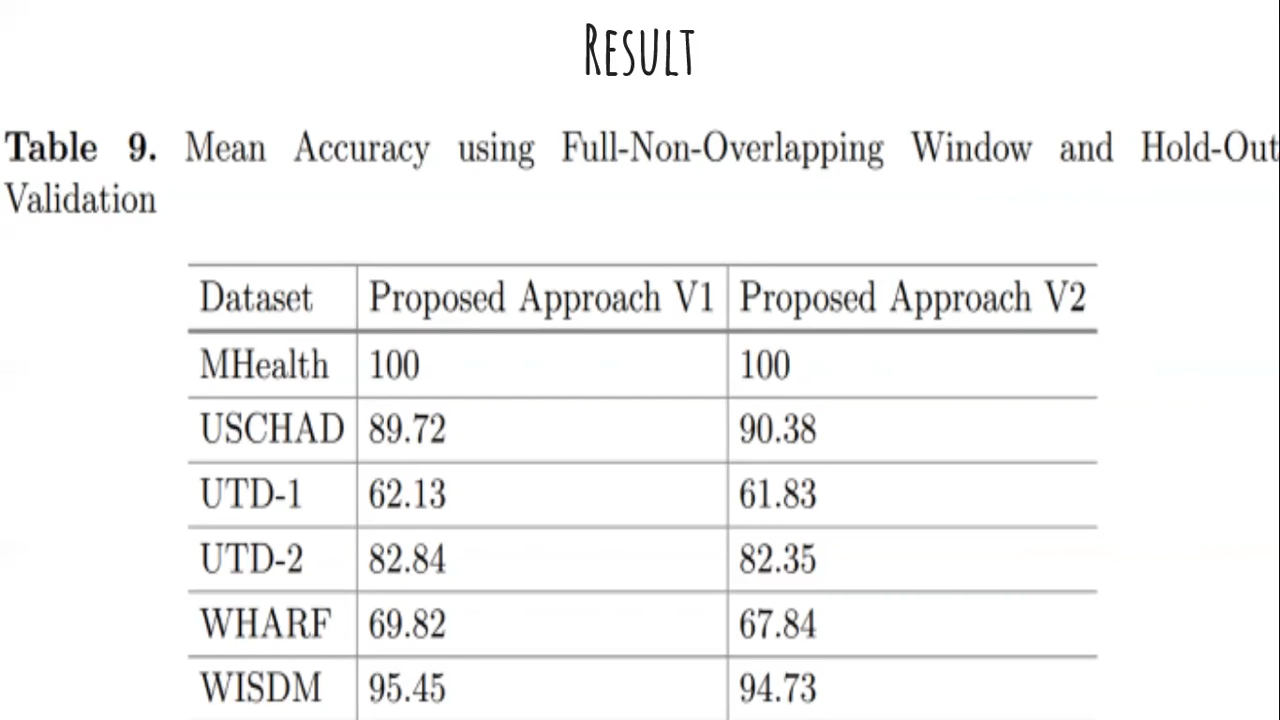 RESULT
Table 9. Mean Accuracy using Full-Non-Overlapping Window and Hold-Out
Validation
Dataset Proposed Approach V1 Proposed Approach V2
MHealth 100 100
USCHAD 89.72 90.38
UTD-1 62.13 61.83
UTD-2 82.84 82.35
WHARF 69.82 67.84
WISDM 95.45 94.73